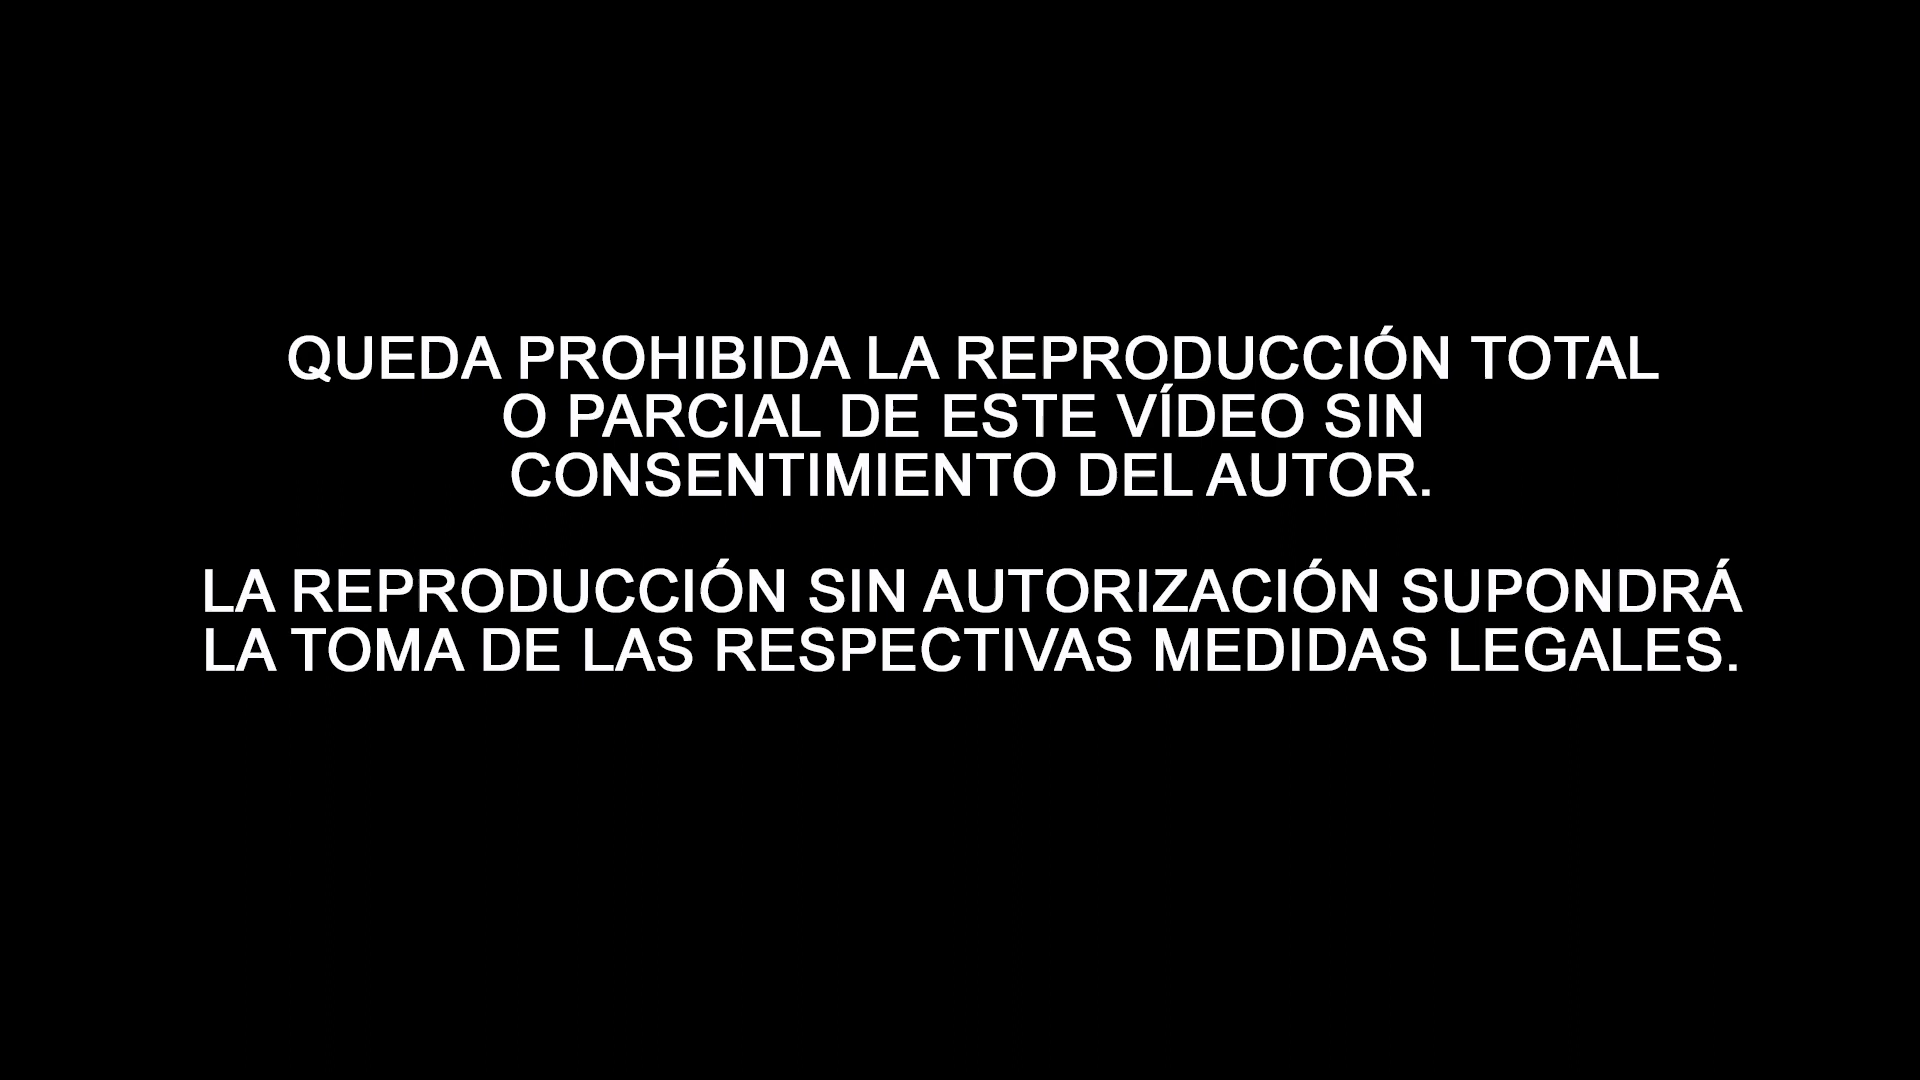 QUEDA PROHIBIDA LA REPRODUCCIÓN TOTAL
O PARCIAL DE ESTE VÍDEO SIN
CONSENTIMIENTO DEL AUTOR.
LA REPRODUCCIÓN SIN AUTORIZACIÓN SUPONDRÁ
LA TOMA DE LAS RESPECTIVAS MEDIDAS LEGALES.